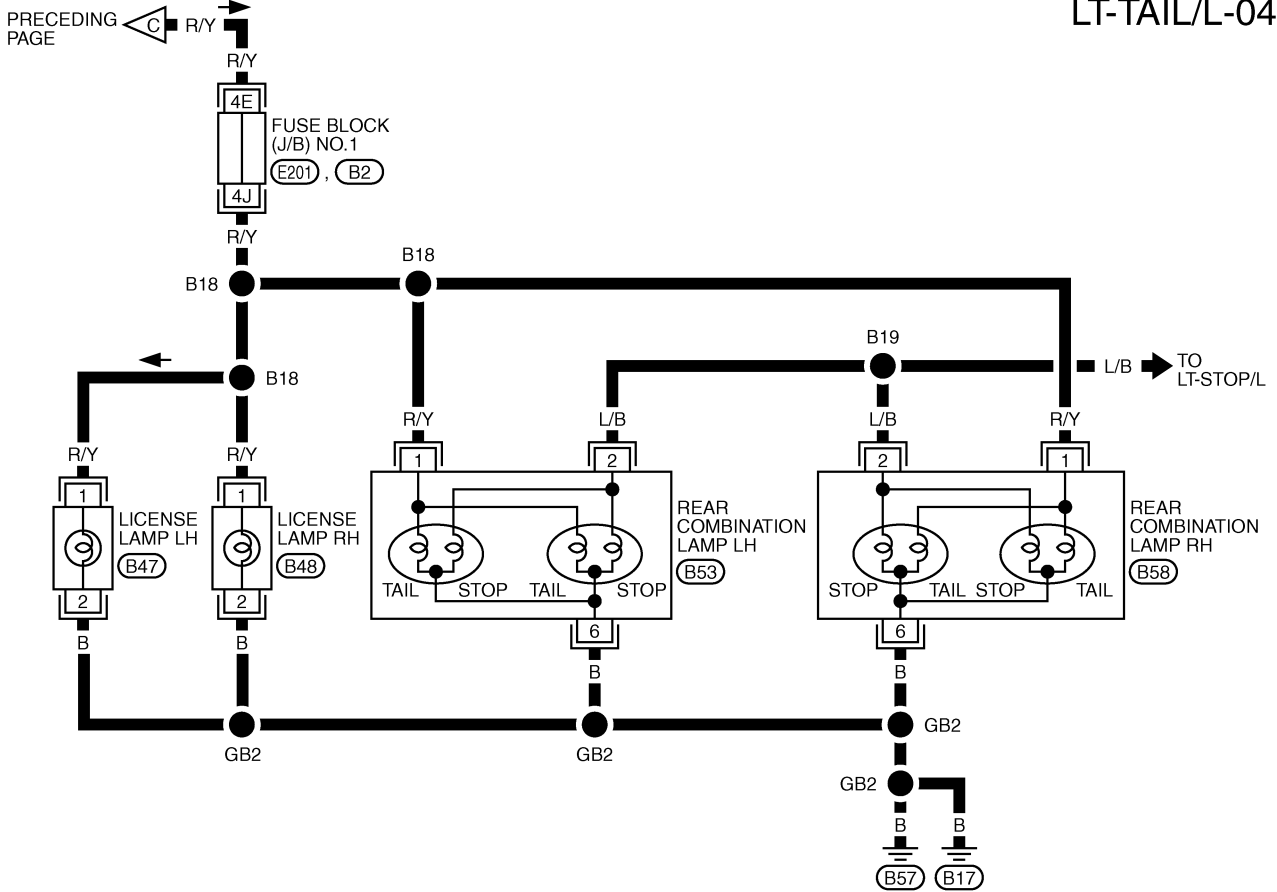 LT-TAIL/L-04
PRECEDING
PAGE
C
R/Y
R/Y
4E
FUSE BLOCK
(J/B) NO.1
E201 , B2
4J
R/Y
B18
B18
B19
B18
L/B
TO
LT-STOP/L
R/Y
L/B
L/B
R/Y
R/Y
R/Y
1
2
2
1
1
1
LICENSE
LAMP LH
B47
LICENSE
LAMP RH
B48
REAR
COMBINATION
LAMP LH
B53
REAR
COMBINATION
LAMP RH
B58
TAIL
STOP
TAIL
STOP
STOP
TAIL
STOP
TAIL
2
2
6
6
B
B
B
B
GB2
GB2
GB2
GB2
B
B
B57
B17